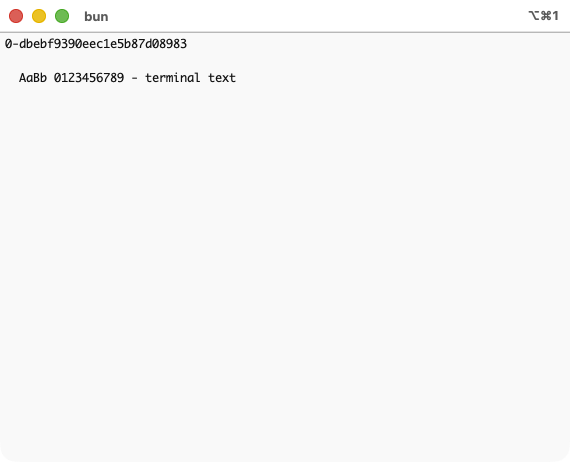 bun ⌥⌘1
0-dbebf9390eec1e5b87d08983
AaBb 0123456789 - terminal text